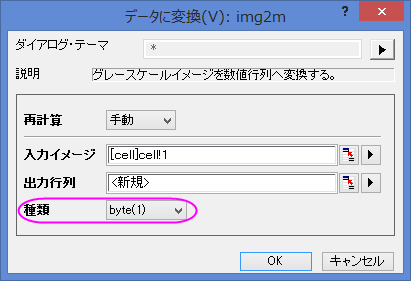 データに変換(V): img2m
? ×
ダイアログ・テーマ *
説明 グレースケールイメージを数値行列へ変換する。
再計算 手動
入力イメージ [cell]cell!1
出力行列 <新規>
種類 byte(1)
OK キャンセル